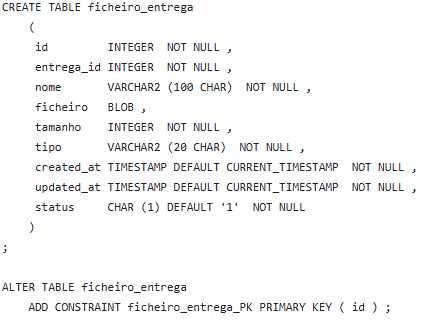 CREATE TABLE ficheiro_entrega
(
id INTEGER NOT NULL ,
entrega_id INTEGER NOT NULL ,
nome VARCHAR2 (100 CHAR) NOT NULL ,
ficheiro BLOB ,
tamanho INTEGER NOT NULL ,
tipo VARCHAR2 (20 CHAR) NOT NULL ,
created_at TIMESTAMP DEFAULT CURRENT_TIMESTAMP NOT NULL ,
updated_at TIMESTAMP DEFAULT CURRENT_TIMESTAMP NOT NULL ,
status CHAR (1) DEFAULT '1' NOT NULL
)
;
ALTER TABLE ficheiro_entrega
ADD CONSTRAINT ficheiro_entrega_PK PRIMARY KEY ( id ) ;